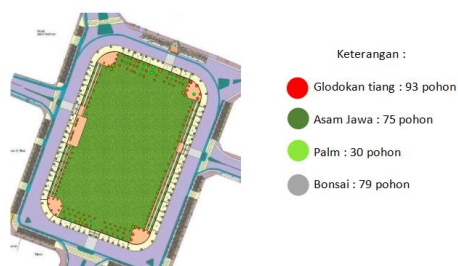 Keterangan :
Glodokan tiang : 93 pohon
Asam Jawa : 75 pohon
Palm : 30 pohon
Bonsai : 79 pohon